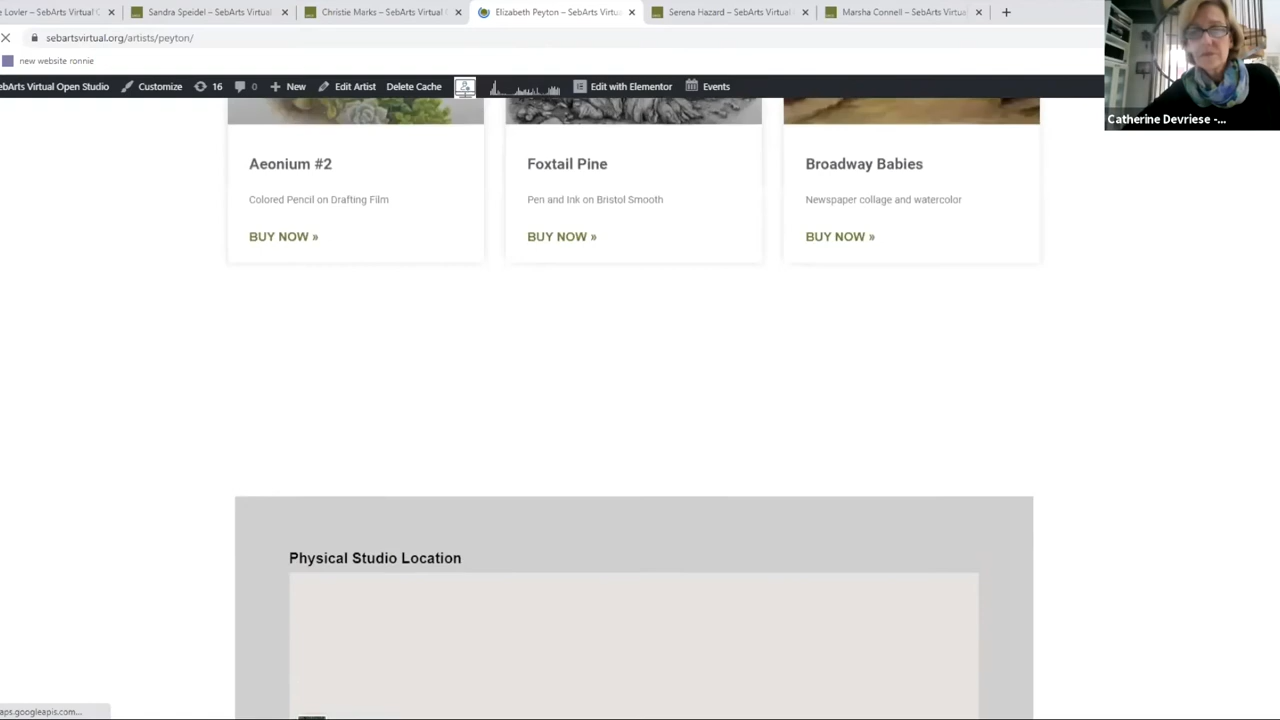 Lovler – SebArts Virtual O
Sandra Speidel – SebArts Virtual
Christie Marks – SebArts Virtual
Elizabeth Peyton – SebArts Virtua
Serena Hazard – SebArts Virtual
Marsha Connell – SebArts Virtua
sebartsvirtual.org/artists/peyton/
new website ronnie
ebArts Virtual Open Studio
Customize
16
0
New
Edit Artist
Delete Cache
Edit with Elementor
Events
Catherine Devriese -...
Aeonium #2
Colored Pencil on Drafting Film
BUY NOW »
Foxtail Pine
Pen and Ink on Bristol Smooth
BUY NOW »
Broadway Babies
Newspaper collage and watercolor
BUY NOW »
Physical Studio Location
aps.googleapis.com...